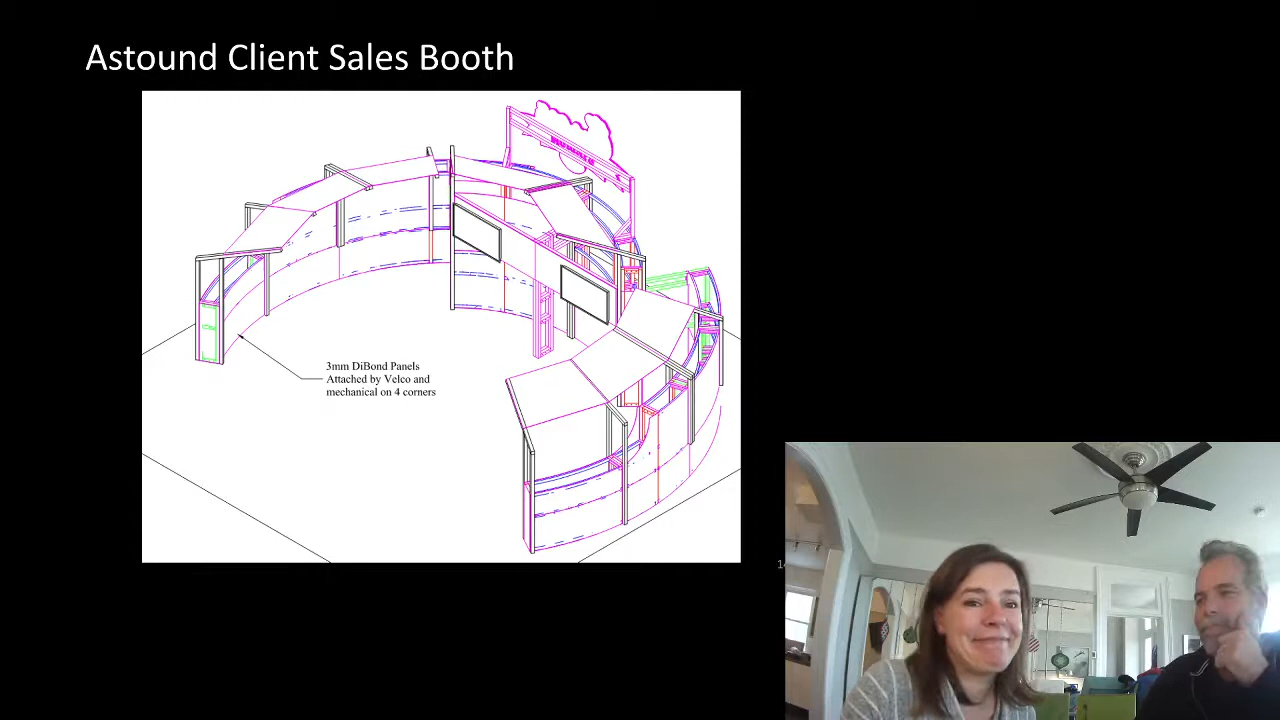 Astound Client Sales Booth
3mm DiBond Panels
Attached by Velco and
mechanical on 4 corners